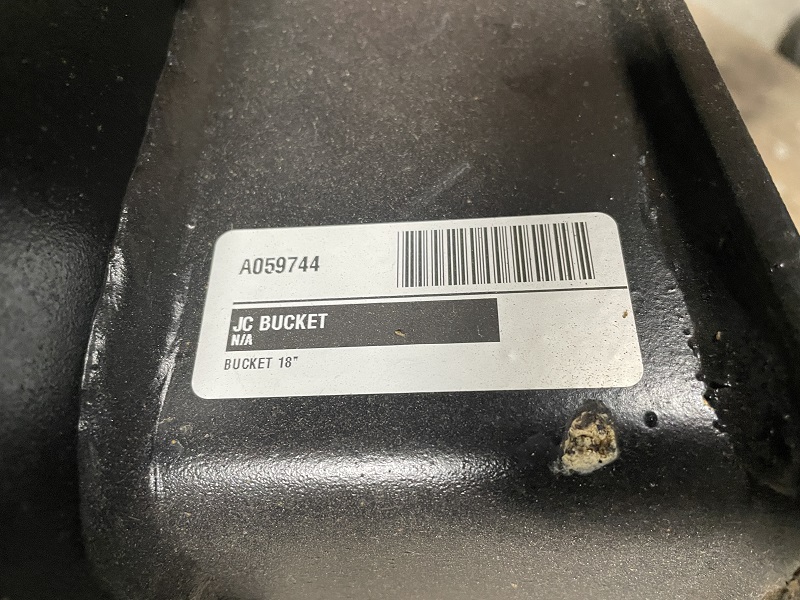 A059744
JC BUCKET
N/A
BUCKET 18"